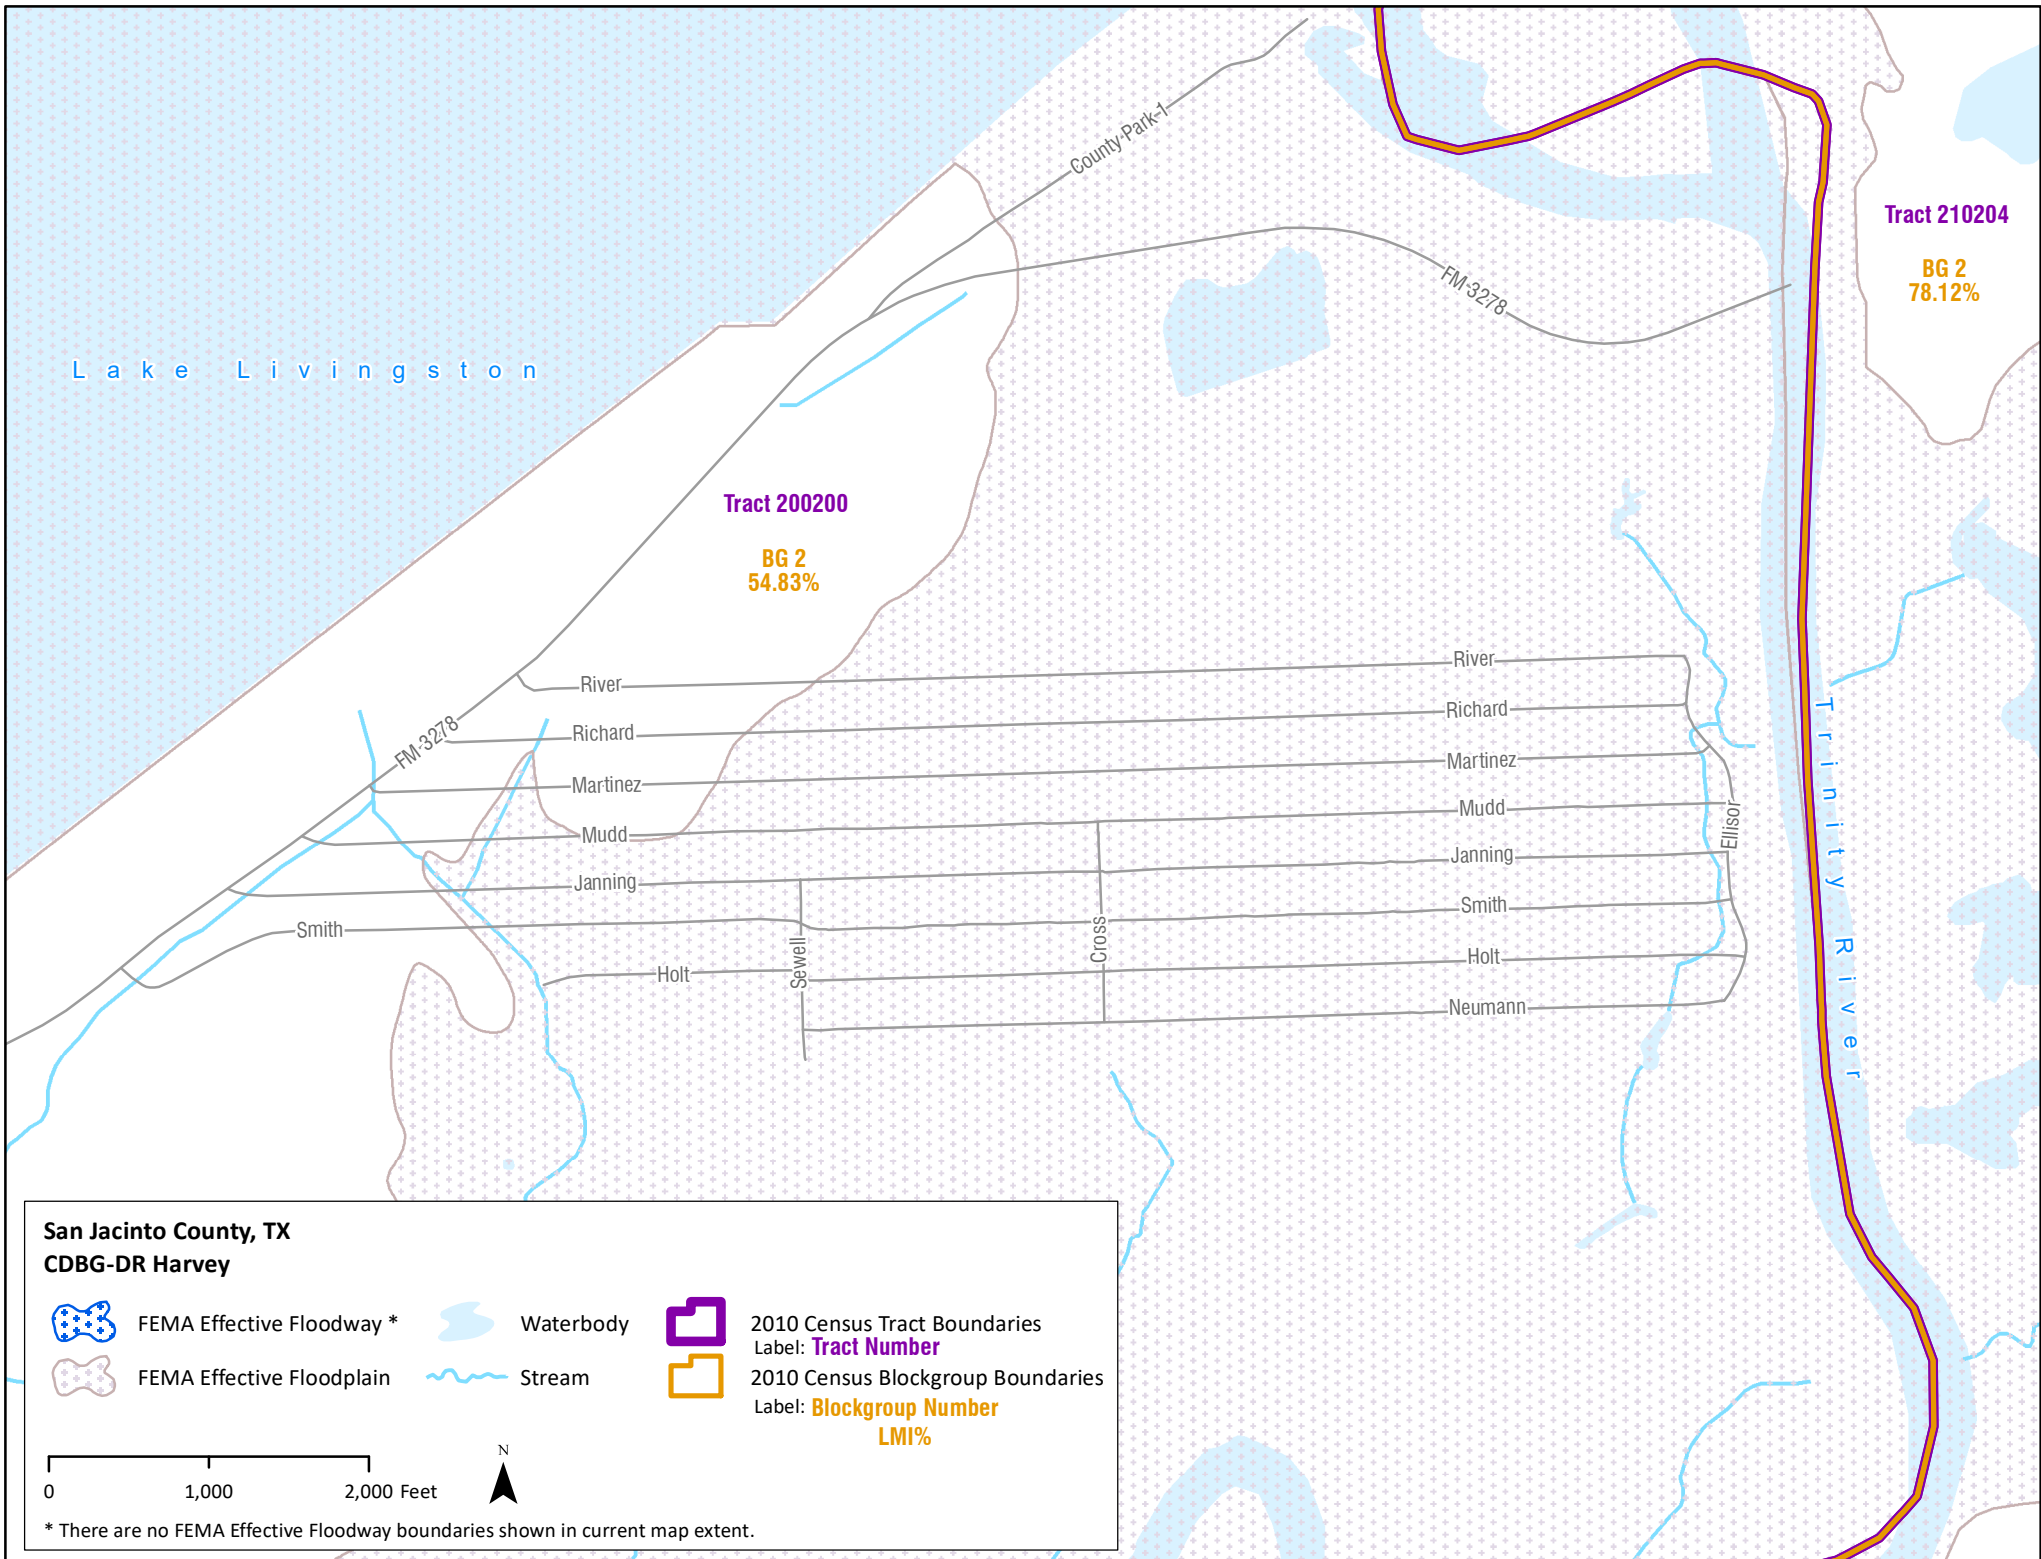 County-Park-1
Tract 210204
BG 2
78.12%
FM-3278
Lake Livingston
Tract 200200
BG 2
54.83%
River
River
Richard
Richard
FM-3278
Martinez
Martinez
Mudd
Mudd
Ellisor
Trinity River
Janning
Janning
Smith
Smith
Sewell
Cross
Holt
Holt
Neumann
San Jacinto County, TX
CDBG-DR Harvey
FEMA Effective Floodway *
Waterbody
2010 Census Tract Boundaries
Label: Tract Number
FEMA Effective Floodplain
Stream
2010 Census Blockgroup Boundaries
Label: Blockgroup Number
LMI%
N
0 1,000 2,000 Feet
* There are no FEMA Effective Floodway boundaries shown in current map extent.